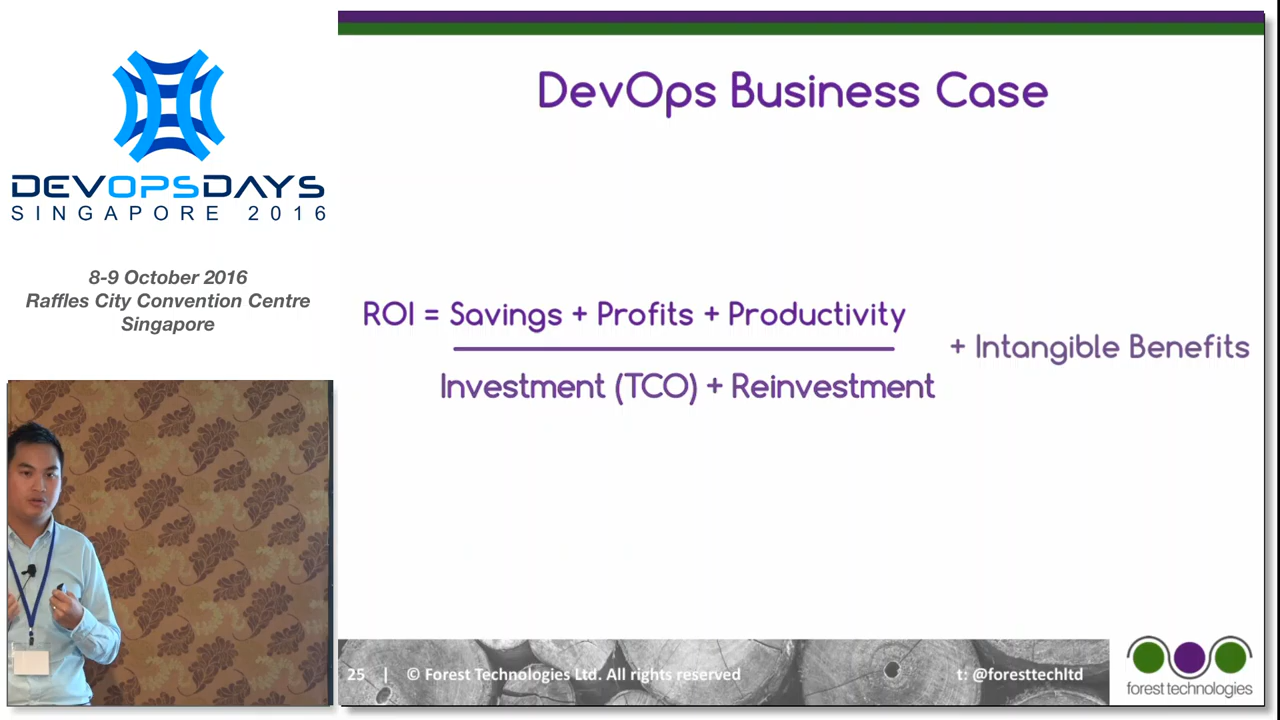 DEVOPSDAYS
SINGAPORE 2016
8-9 October 2016
Raffles City Convention Centre
Singapore
DevOps Business Case
ROI = Savings + Profits + Productivity
+ Intangible Benefits
Investment (TCO) + Reinvestment
25 | © Forest Technologies Ltd. All rights reserved
t: @foresttechltd
forest technologies